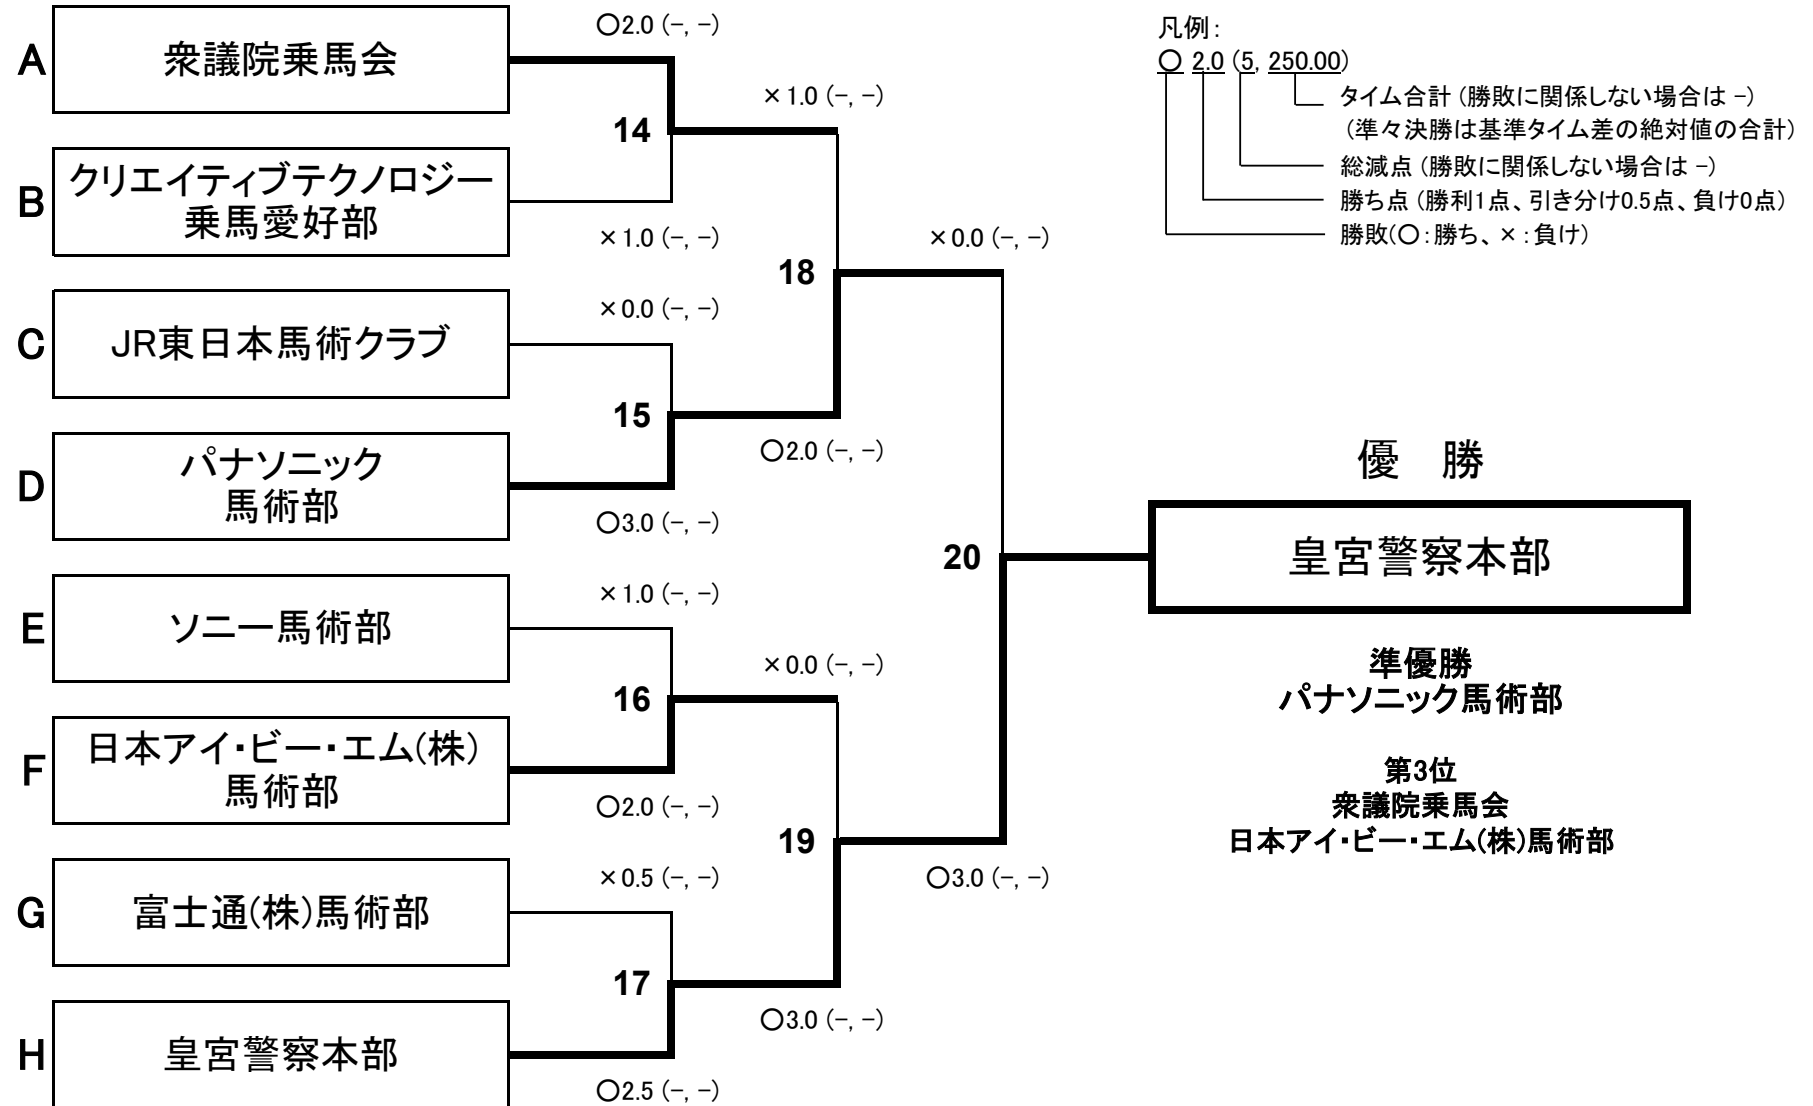 A
衆議院乗馬会
○2.0 (−, −)
14
×1.0 (−, −)
B
クリエイティブテクノロジー
乗馬愛好部
×1.0 (−, −)
18
×0.0 (−, −)
C
JR東日本馬術クラブ
×0.0 (−, −)
15
○2.0 (−, −)
D
パナソニック
馬術部
○3.0 (−, −)
20
E
ソニー馬術部
×1.0 (−, −)
16
×0.0 (−, −)
F
日本アイ・ビー・エム(株)
馬術部
○2.0 (−, −)
19
○3.0 (−, −)
G
富士通(株)馬術部
×0.5 (−, −)
17
○3.0 (−, −)
H
皇宮警察本部
○2.5 (−, −)
凡例:
○ 2.0 (5, 250.00)
タイム合計 (勝敗に関係しない場合は −)
(準々決勝は基準タイム差の絶対値の合計)
総減点 (勝敗に関係しない場合は −)
勝ち点 (勝利1点、引き分け0.5点、負け0点)
勝敗(○:勝ち、×:負け)
優 勝
皇宮警察本部
準優勝
パナソニック馬術部
第3位
衆議院乗馬会
日本アイ・ビー・エム(株)馬術部